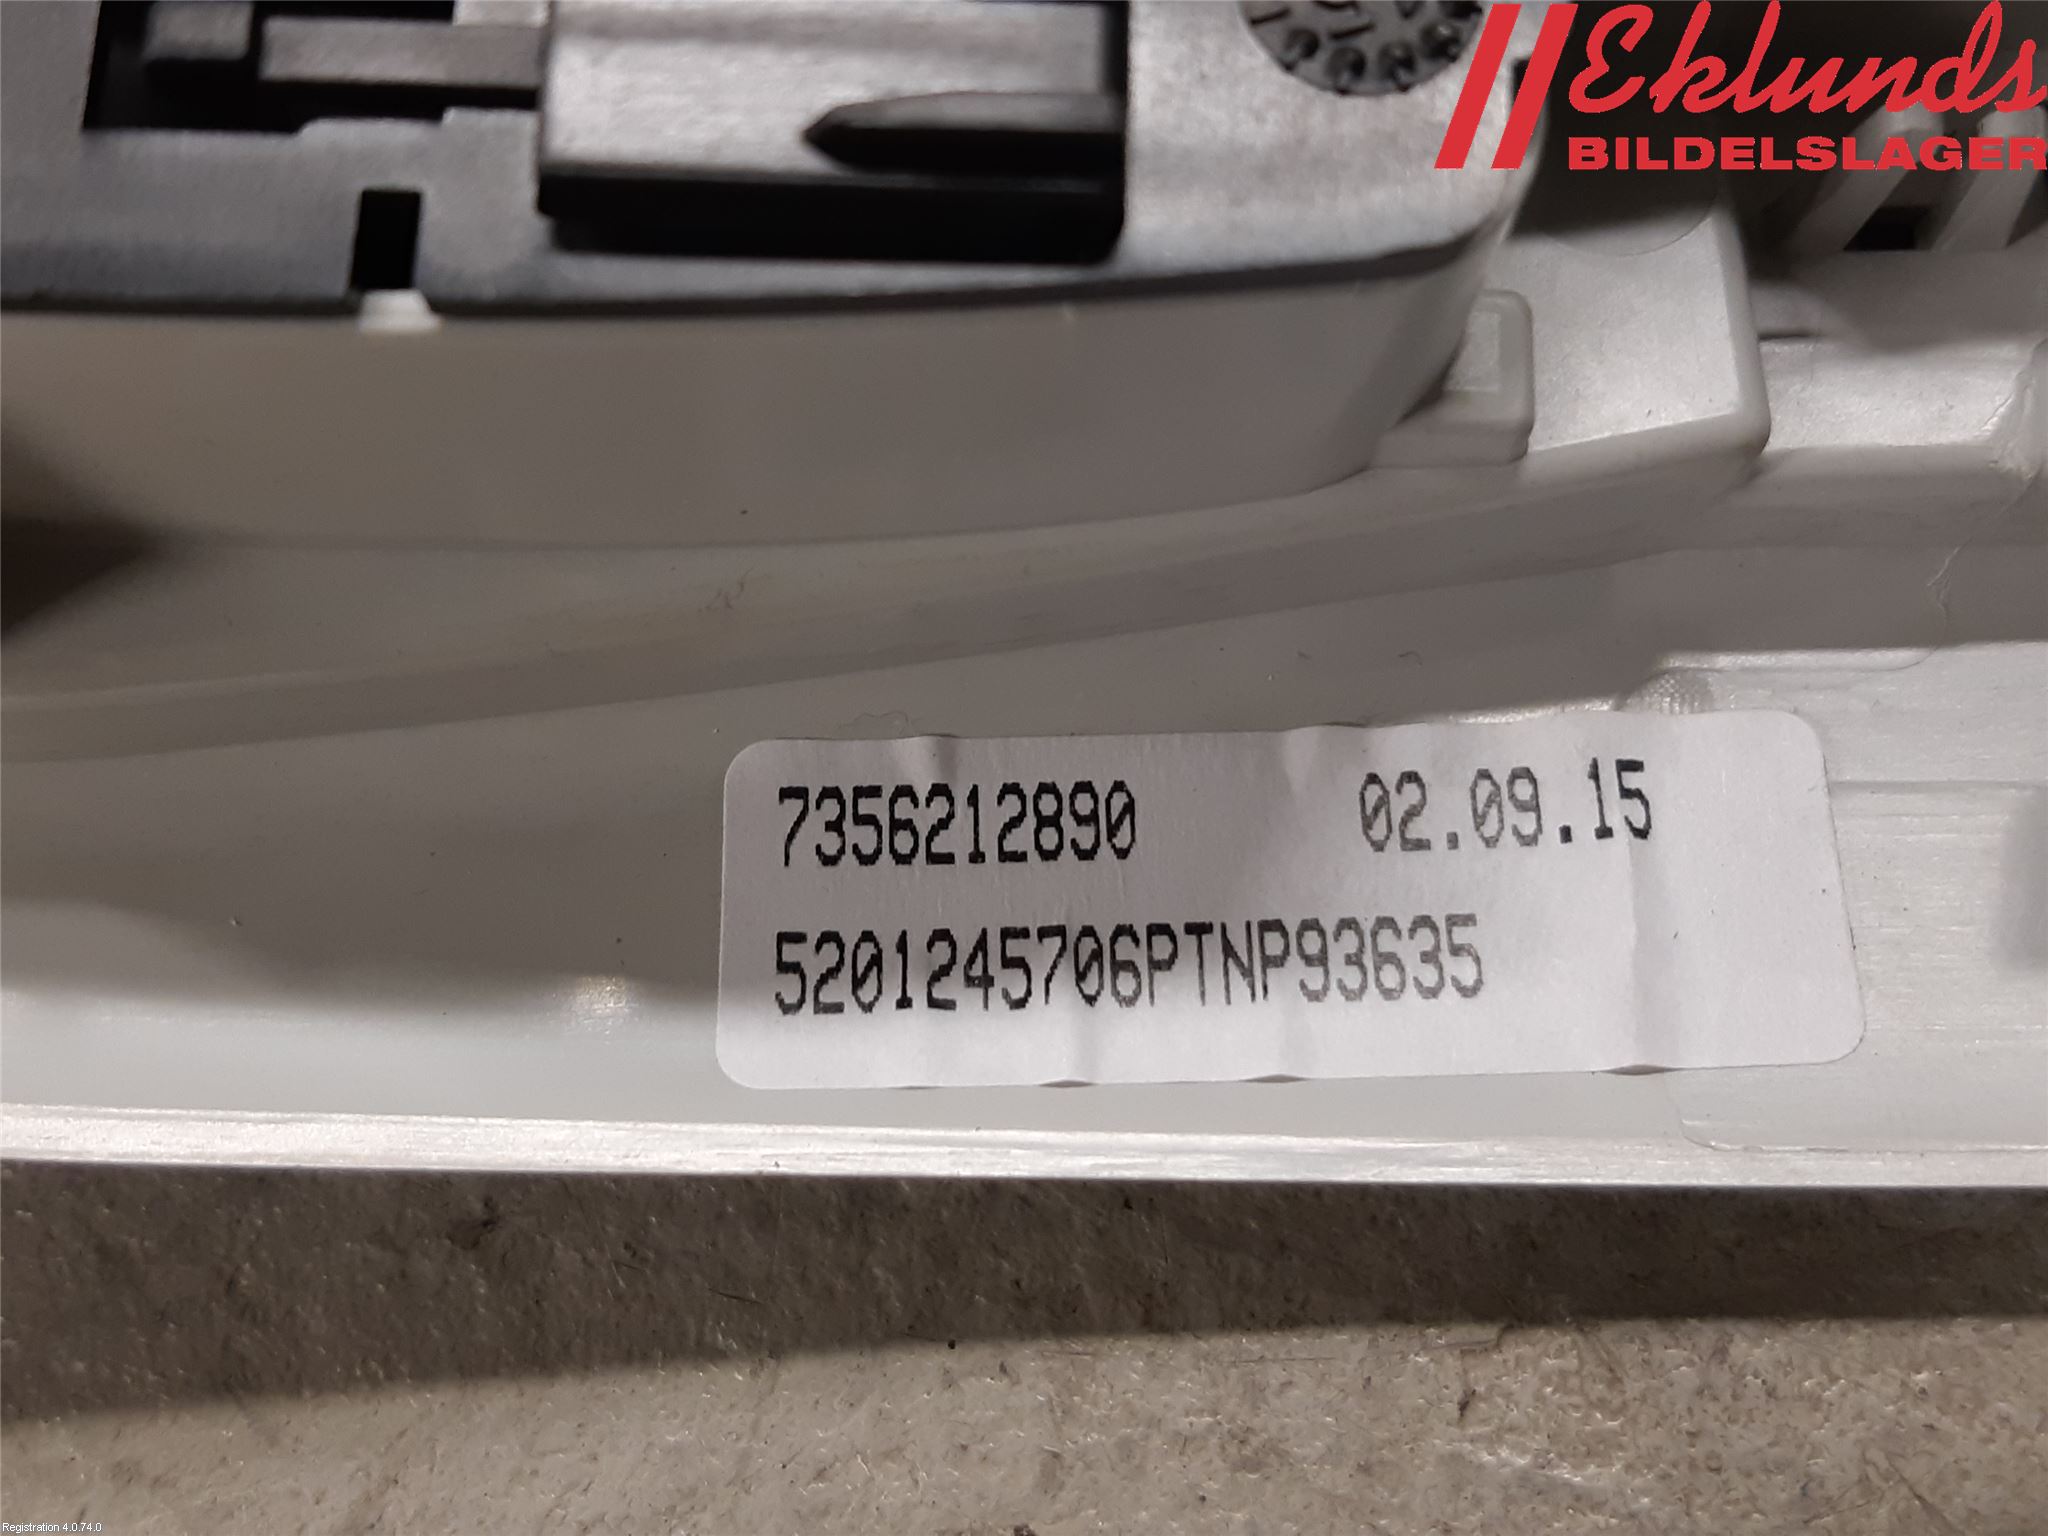 Eklunds
BILDELSLAGER
7356212890 02.09.15
5201245706PTNP93635
Registration 4.0.74.0